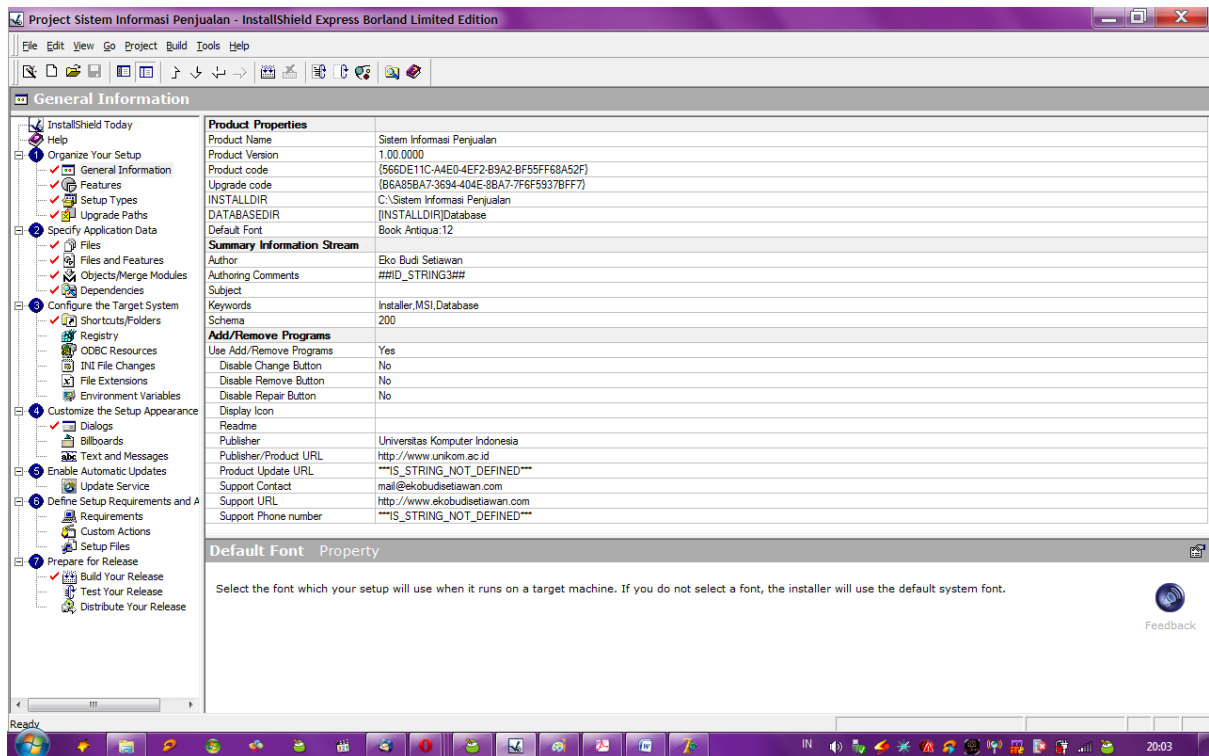 Project Sistem Informasi Penjualan - InstallShield Express Borland Limited Edition
File Edit View Go Project Build Tools Help
General Information
InstallShield Today
Help
1 Organize Your Setup
General Information
Features
Setup Types
Upgrade Paths
2 Specify Application Data
Files
Files and Features
Objects/Merge Modules
Dependencies
3 Configure the Target System
Shortcuts/Folders
Registry
ODBC Resources
INI File Changes
File Extensions
Environment Variables
4 Customize the Setup Appearance
Dialogs
Billboards
Text and Messages
5 Enable Automatic Updates
Update Service
6 Define Setup Requirements and A
Requirements
Custom Actions
Setup Files
7 Prepare for Release
Build Your Release
Test Your Release
Distribute Your Release
Product Properties
Product Name Sistem Informasi Penjualan
Product Version 1.00.0000
Product code {566DE11C-A4E0-4EF2-B9A2-BF55FF68A52F}
Upgrade code {B6A85BA7-3694-404E-8BA7-7F6F5937BFF7}
INSTALLDIR C:\Sistem Informasi Penjualan
DATABASEDIR [INSTALLDIR]Database
Default Font Book Antiqua:12
Summary Information Stream
Author Eko Budi Setiawan
Authoring Comments ##ID_STRING3##
Subject
Keywords Installer,MSI,Database
Schema 200
Add/Remove Programs
Use Add/Remove Programs Yes
Disable Change Button No
Disable Remove Button No
Disable Repair Button No
Display Icon
Readme
Publisher Universitas Komputer Indonesia
Publisher/Product URL http://www.unikom.ac.id
Product Update URL ***IS_STRING_NOT_DEFINED***
Support Contact mail@ekobudisetiawan.com
Support URL http://www.ekobudisetiawan.com
Support Phone number ***IS_STRING_NOT_DEFINED***
Default Font Property
Select the font which your setup will use when it runs on a target machine. If you do not select a font, the installer will use the default system font.
Feedback
Ready
IN 20:03